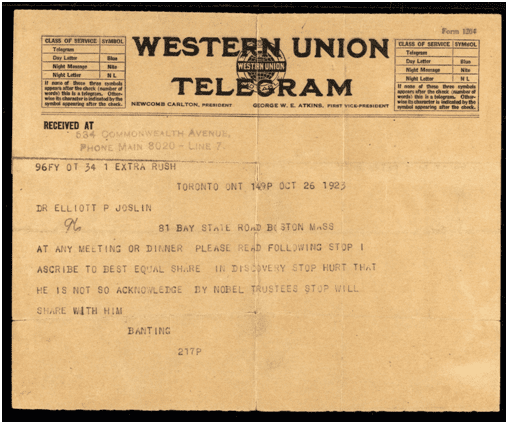 Form 1204
CLASS OF SERVICE SYMBOL
Telegram
Day Letter Blue
Night Message Nite
Night Letter N L
If none of these three symbols
appears after the check (number of
words) this is a telegram. Other-
wise its character is indicated by the
symbol appearing after the check.
WESTERN UNION
WESTERN UNION
TELEGRAM
NEWCOMB CARLTON, PRESIDENT GEORGE W. E. ATKINS, FIRST VICE-PRESIDENT
CLASS OF SERVICE SYMBOL
Telegram
Day Letter Blue
Night Message Nite
Night Letter N L
If none of these three symbols
appears after the check (number of
words) this is a telegram. Other-
wise its character is indicated by the
symbol appearing after the check.
RECEIVED AT
534 COMMONWEALTH AVENUE,
PHONE MAIN 8020 - LINE 7
96FY OT 34 1 EXTRA RUSH
TORONTO ONT 149P OCT 26 1923
DR ELLIOTT P JOSLIN
96
81 BAY STATE ROAD BOSTON MASS
AT ANY MEETING OR DINNER PLEASE READ FOLLOWING STOP I
ASCRIBE TO BEST EQUAL SHARE IN DISCOVERY STOP HURT THAT
HE IS NOT SO ACKNOWLEDGE BY NOBEL TRUSTEES STOP WILL
SHARE WITH HIM
BANTING
217P